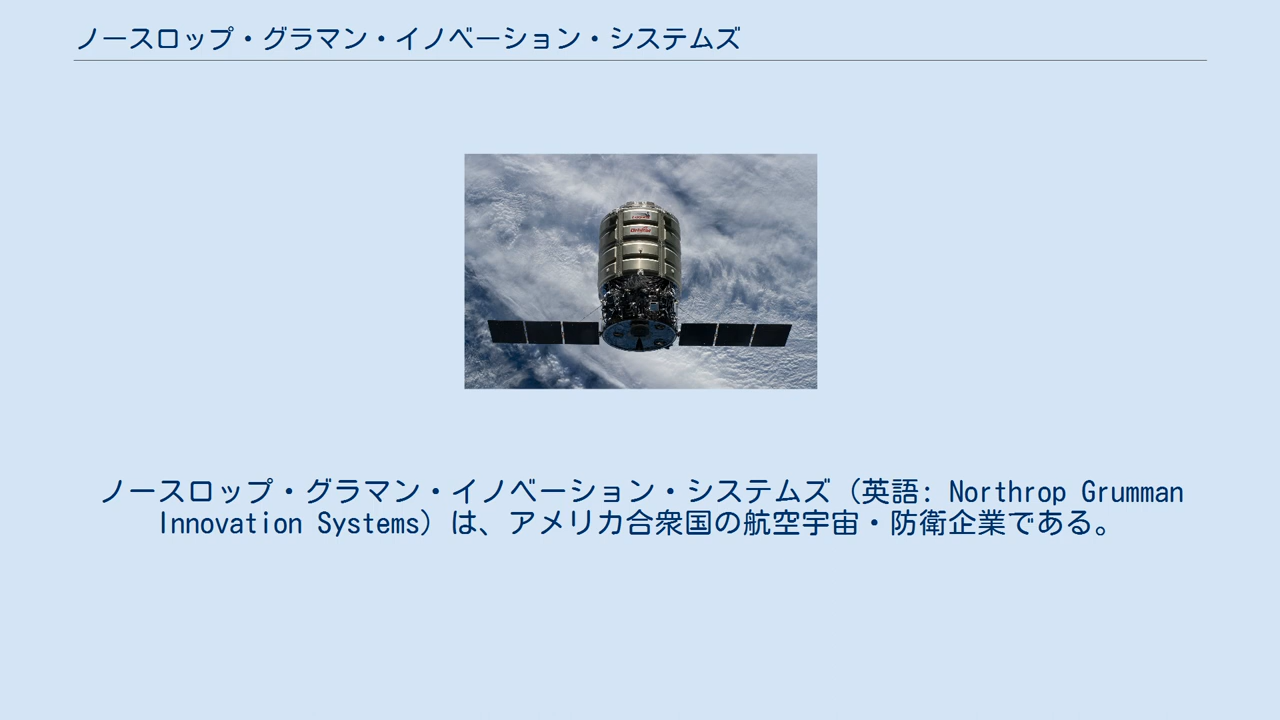 ノースロップ・グラマン・イノベーション・システムズ
ノースロップ・グラマン・イノベーション・システムズ（英語: Northrop Grumman
Innovation Systems）は、アメリカ合衆国の航空宇宙・防衛企業である。